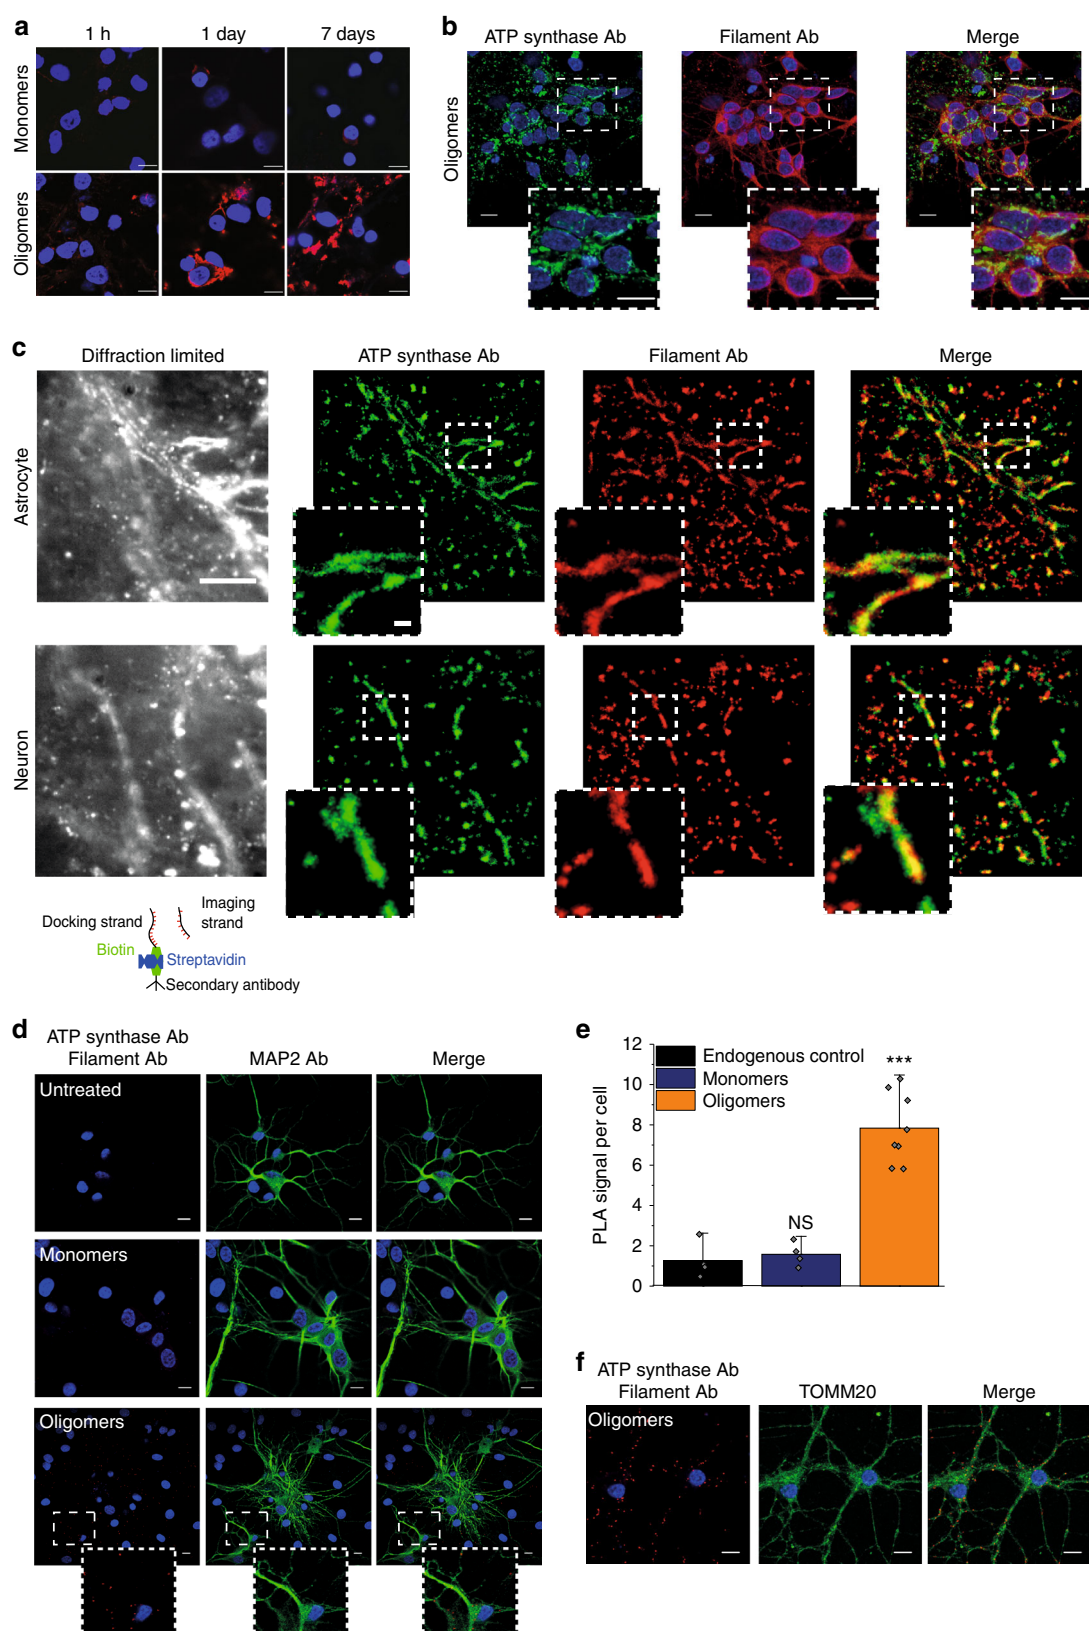 a
1 h 1 day 7 days
Monomers
Oligomers
b
ATP synthase Ab Filament Ab Merge
Oligomers
c
Diffraction limited ATP synthase Ab Filament Ab Merge
Astrocyte
Neuron
Docking strand
Imaging
strand
Biotin
Streptavidin
Secondary antibody
d
ATP synthase Ab
Filament Ab MAP2 Ab Merge
Untreated
Monomers
Oligomers
e
PLA signal per cell
12
10
8
6
4
2
0
Endogenous control
Monomers
Oligomers
NS
***
f
ATP synthase Ab
Filament Ab TOMM20 Merge
Oligomers